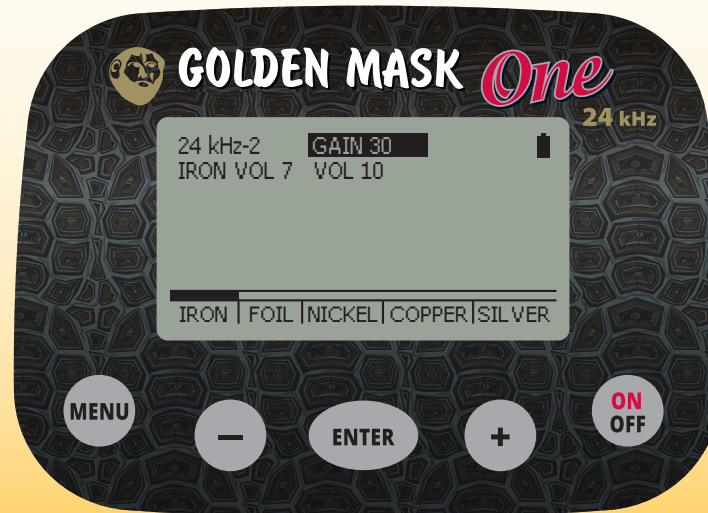 GOLDEN MASK One
24 kHz
24 kHz-2 GAIN 30
IRON VOL 7 VOL 10
IRON FOIL NICKEL COPPER SILVER
MENU
ON
OFF
− ENTER +